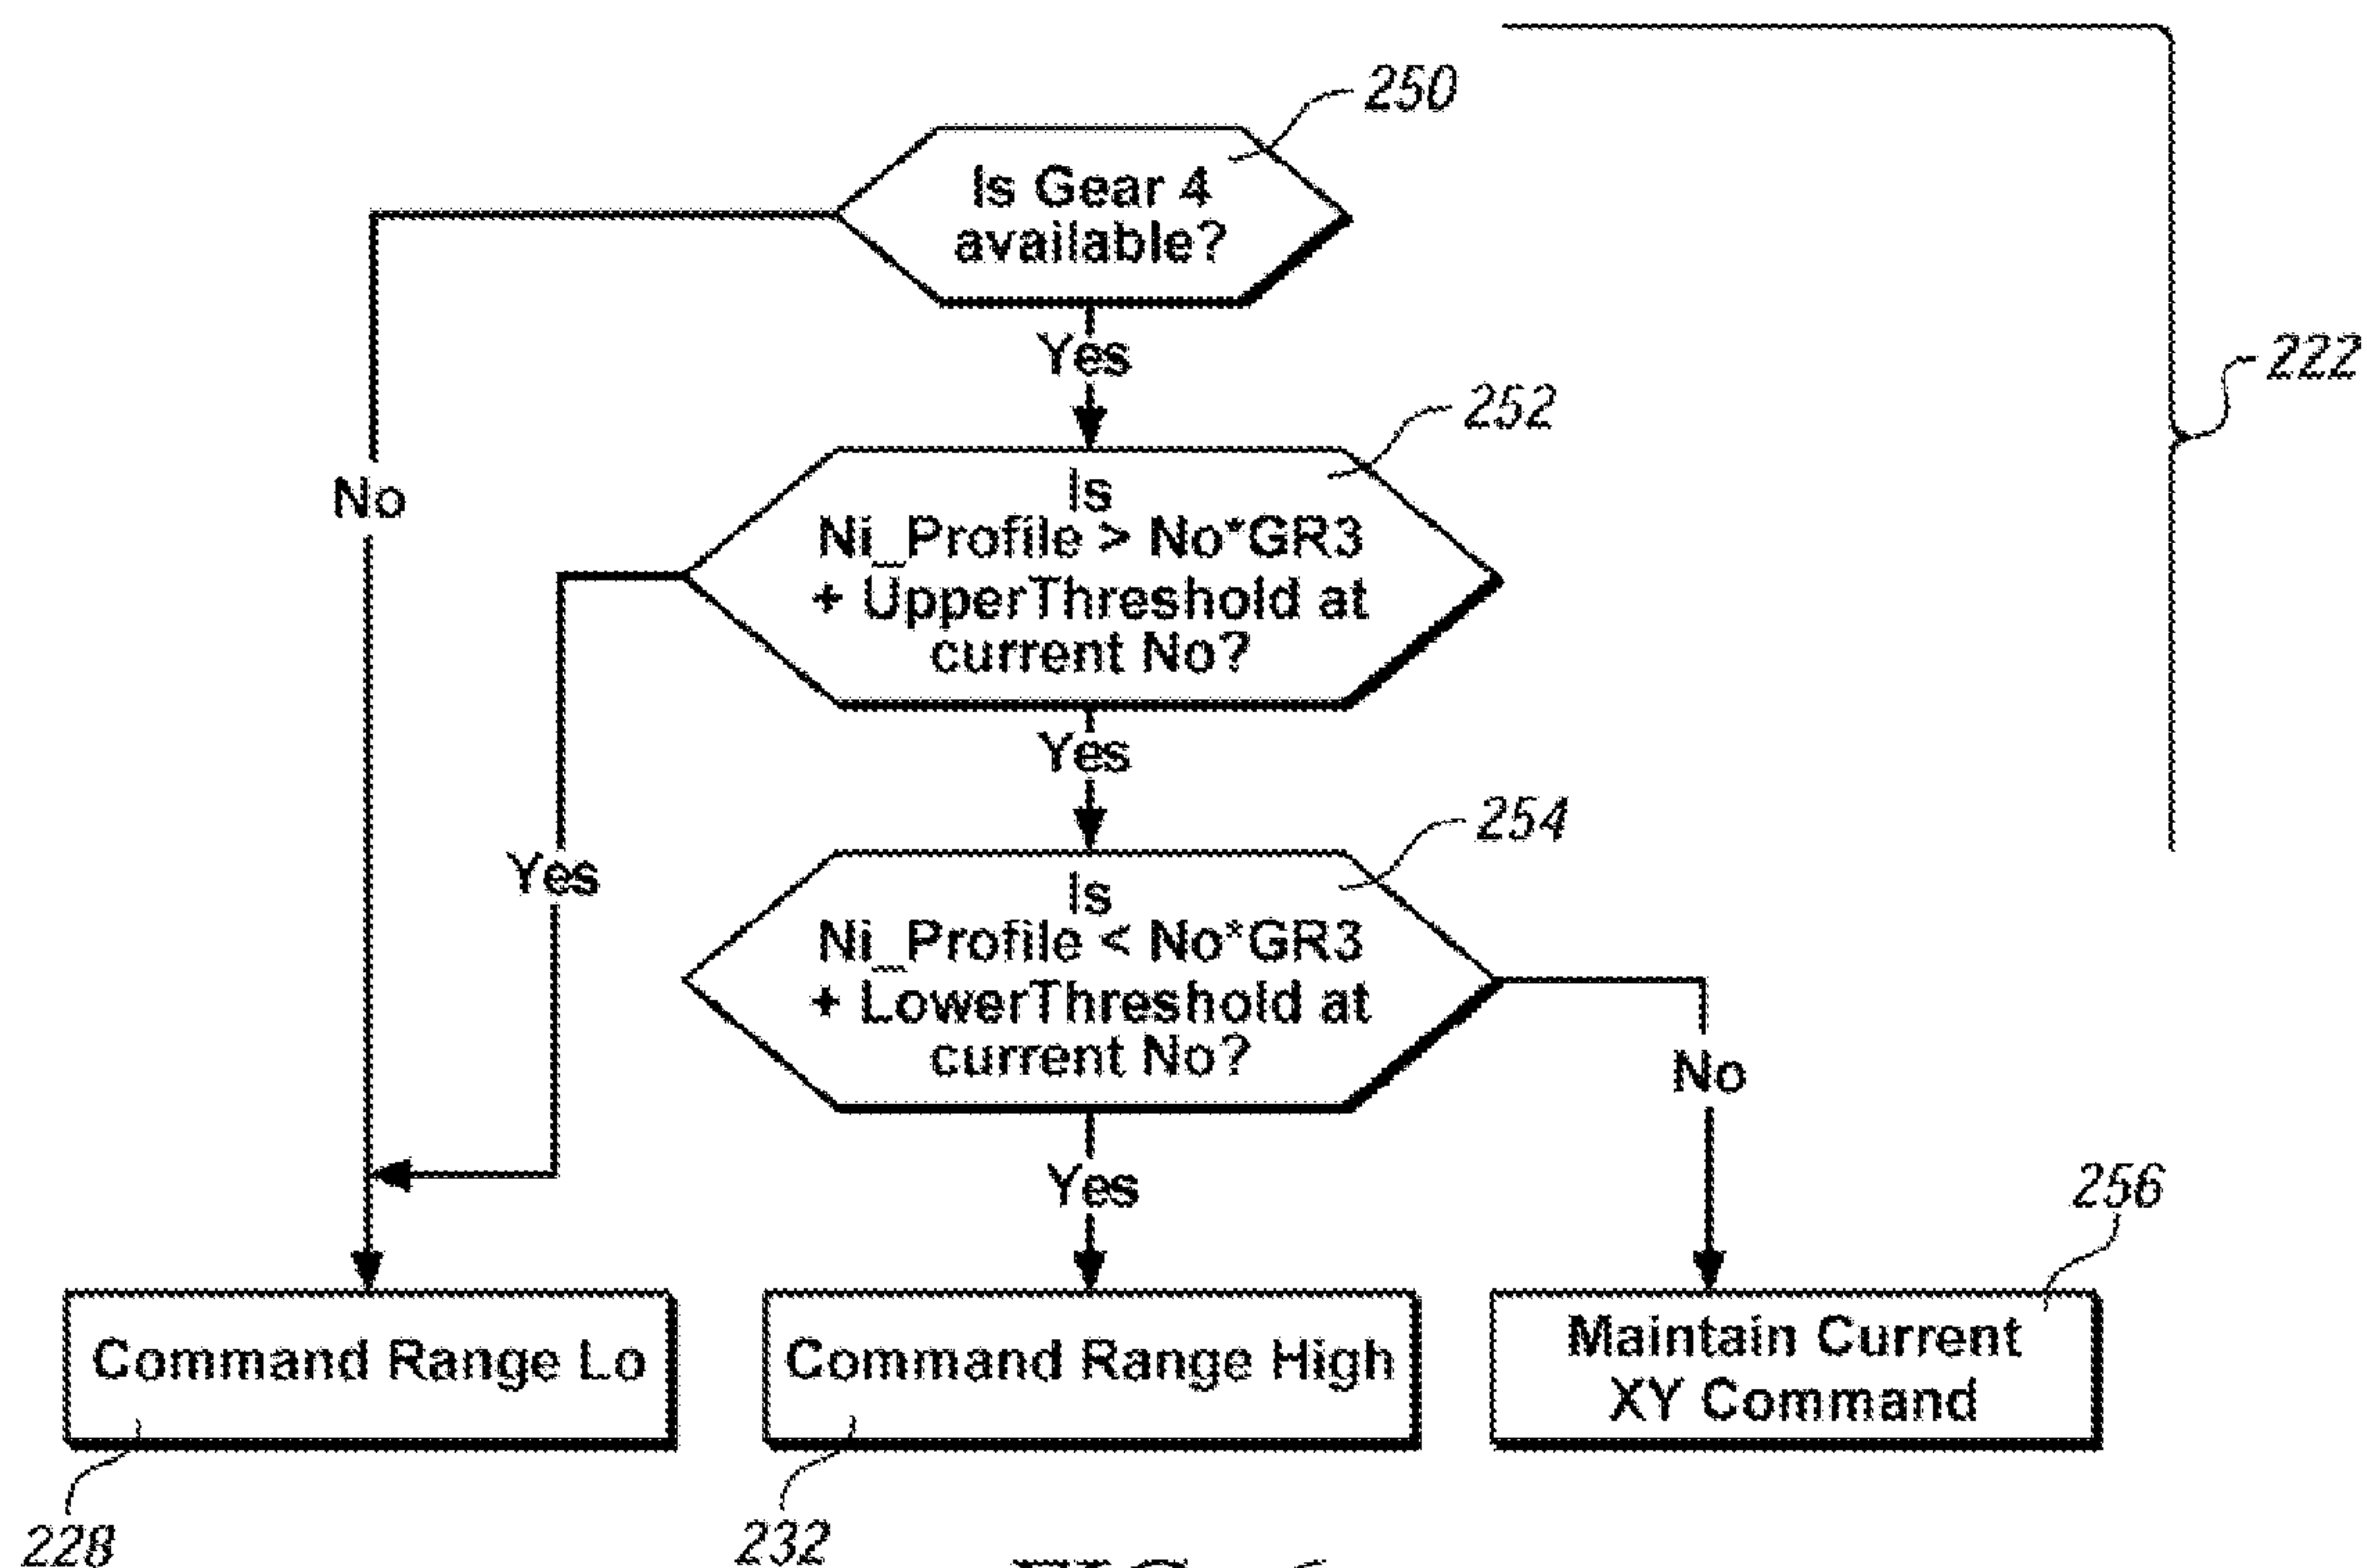 250
Is Gear 4
available?
Yes
222
252
No
Is
Ni_Profile > No*GR3
+ UpperThreshold at
current No?
Yes
254
Yes
Is
Ni_Profile < No*GR3
+ LowerThreshold at
current No?
No
Yes
256
Command Range Lo
Command Range High
Maintain Current
XY Command
228
232